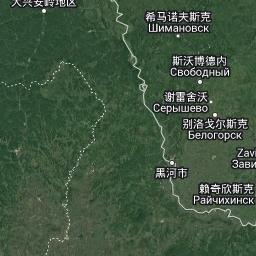 大兴安岭地区
希马诺夫斯克
Шимановск
斯沃博德内
Свободный
谢雷舍沃
Серышево
别洛戈尔斯克
Белогорск
Zavi
Зави
黑河市
賴奇欣斯克
Райчихинск